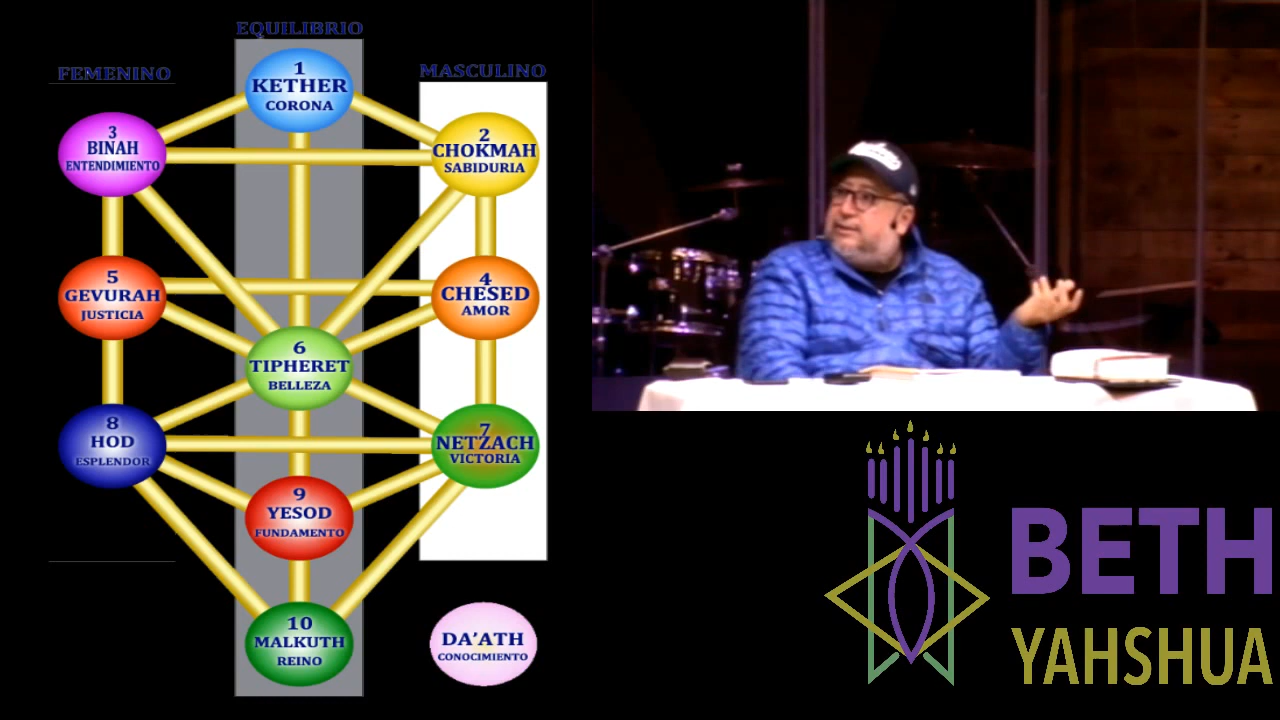 EQUILIBRIO
FEMENINO
MASCULINO
1
KETHER
CORONA
3
BINAH
ENTENDIMIENTO
2
CHOKMAH
SABIDURIA
5
GEVURAH
JUSTICIA
4
CHESED
AMOR
6
TIPHERET
BELLEZA
8
HOD
ESPLENDOR
7
NETZACH
VICTORIA
9
YESOD
FUNDAMENTO
10
MALKUTH
REINO
DA'ATH
CONOCIMIENTO
BETH
YAHSHUA